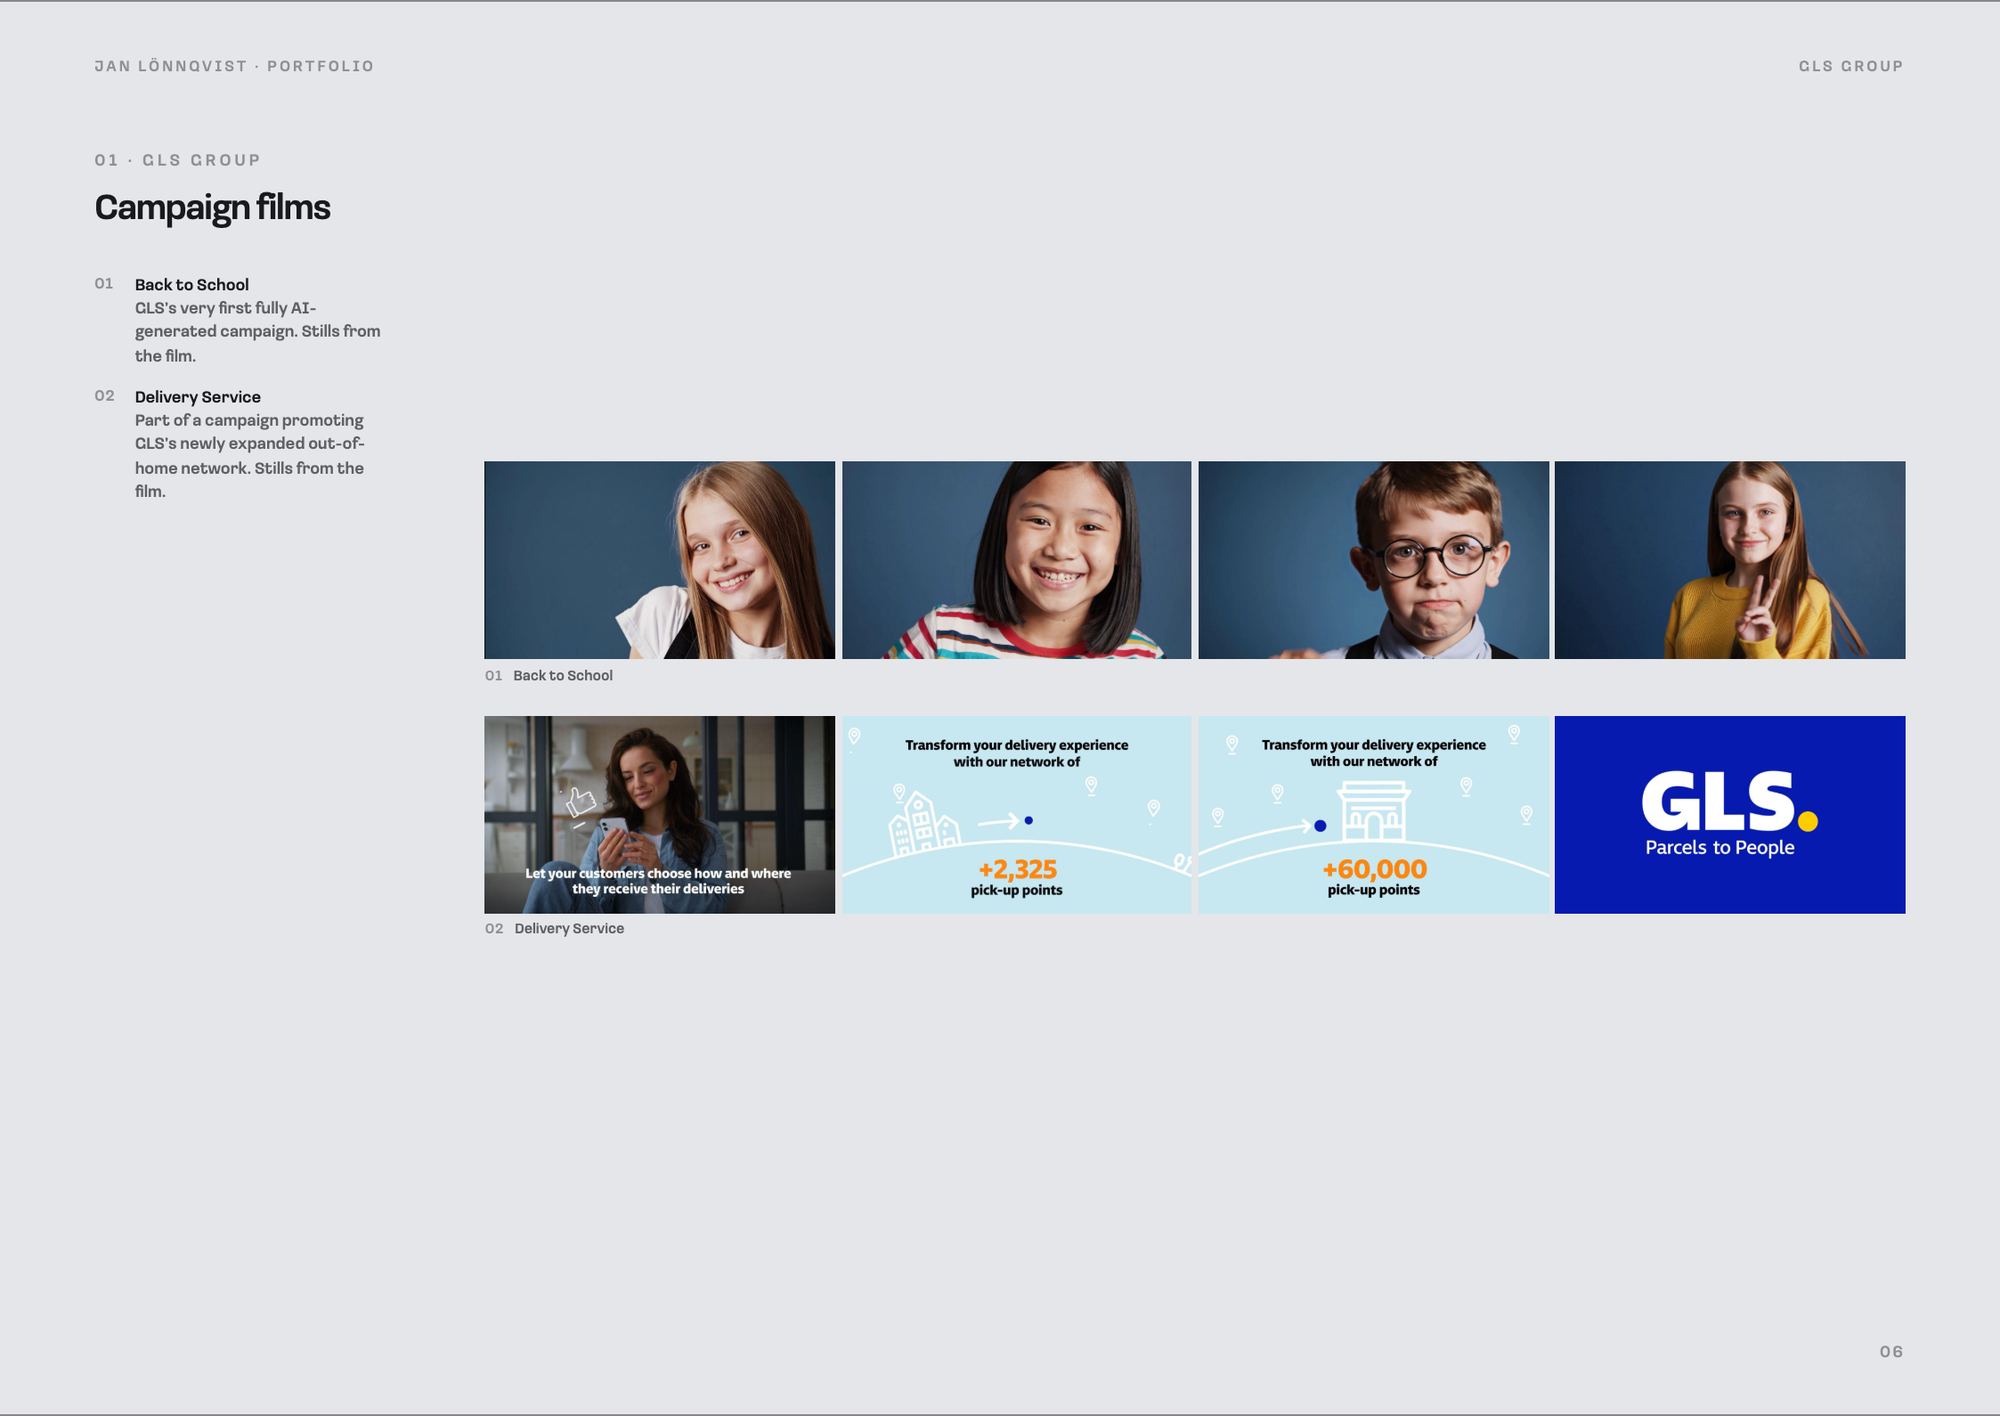 JAN LÖNNQVIST · PORTFOLIO
GLS GROUP
01 · GLS GROUP
Campaign films
01 Back to School
GLS's very first fully AI-
generated campaign. Stills from
the film.
02 Delivery Service
Part of a campaign promoting
GLS's newly expanded out-of-
home network. Stills from the
film.
01 Back to School
Let your customers choose how and where
they receive their deliveries
Transform your delivery experience
with our network of
+2,325
pick-up points
Transform your delivery experience
with our network of
+60,000
pick-up points
GLS.
Parcels to People
02 Delivery Service
06